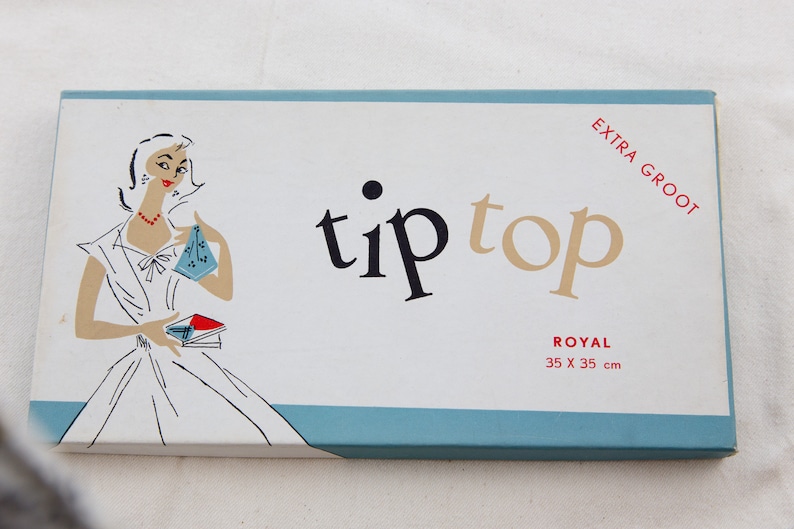 EXTRA GROOT
tip top
ROYAL
35 X 35 cm